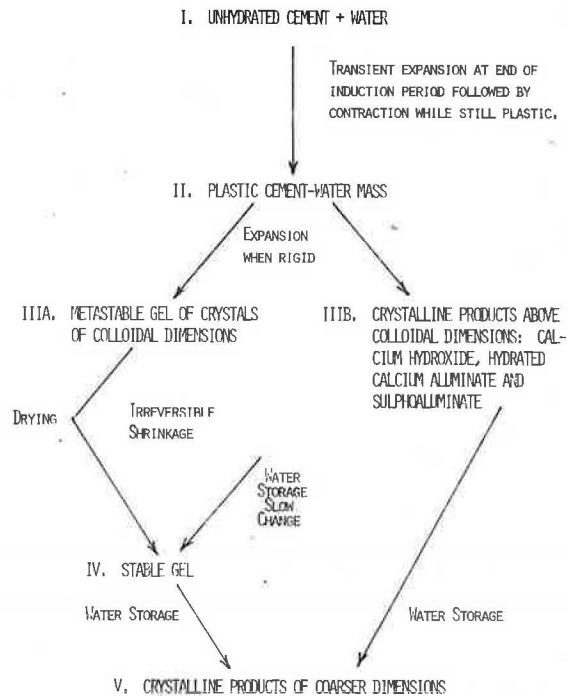 I. UNHYDRATED CEMENT + WATER
TRANSIENT EXPANSION AT END OF
INDUCTION PERIOD FOLLOWED BY
CONTRACTION WHILE STILL PLASTIC.
II. PLASTIC CEMENT-WATER MASS
EXPANSION
WHEN RIGID
IIIA. METASTABLE GEL OF CRYSTALS
OF COLLOIDAL DIMENSIONS
IIIB. CRYSTALLINE PRODUCTS ABOVE
COLLOIDAL DIMENSIONS: CAL-
CIUM HYDROXIDE, HYDRATED
CALCIUM ALUMINATE AND
SULPHOALUMINATE
DRYING
IRREVERSIBLE
SHRINKAGE
WATER
STORAGE
SLOW
CHANGE
IV. STABLE GEL
WATER STORAGE
WATER STORAGE
V. CRYSTALLINE PRODUCTS OF COARSER DIMENSIONS